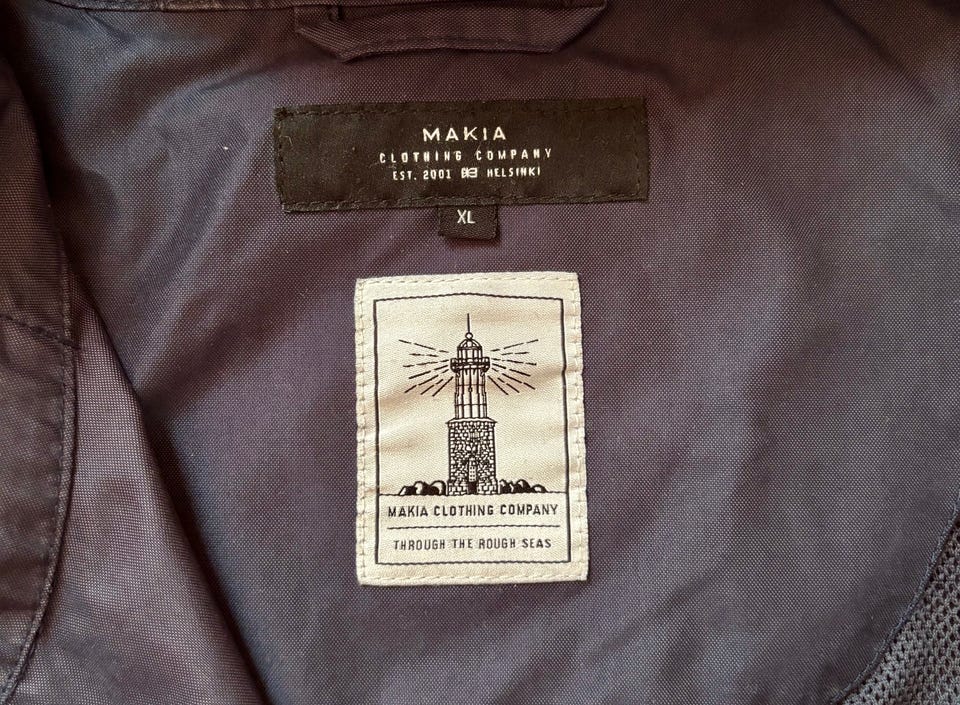 MAKIA
CLOTHING COMPANY
EST. 2001 HELSINKI
XL
MAKIA CLOTHING COMPANY
THROUGH THE ROUGH SEAS